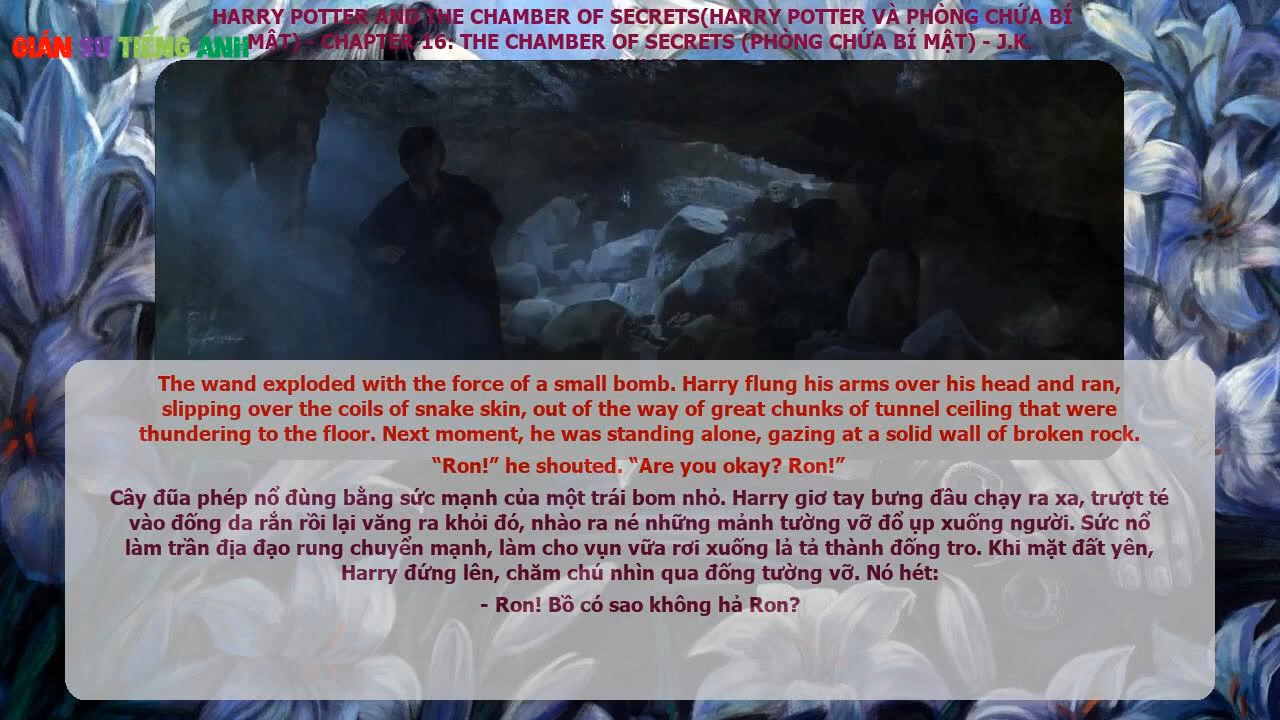 HARRY POTTER AND THE CHAMBER OF SECRETS(HARRY POTTER VÀ PHÒNG CHỨA BÍ
MẬT) - CHAPTER 16: THE CHAMBER OF SECRETS (PHÒNG CHỨA BÍ MẬT) - J.K.
GIÁN SƯ TIẾNG ANH
The wand exploded with the force of a small bomb. Harry flung his arms over his head and ran,
slipping over the coils of snake skin, out of the way of great chunks of tunnel ceiling that were
thundering to the floor. Next moment, he was standing alone, gazing at a solid wall of broken rock.
“Ron!” he shouted. “Are you okay? Ron!”
Cây đũa phép nổ đùng bằng sức mạnh của một trái bom nhỏ. Harry giơ tay bưng đầu chạy ra xa, trượt té
vào đống da rắn rồi lại văng ra khỏi đó, nhào ra né những mảnh tường vỡ đổ ụp xuống người. Sức nổ
làm trần địa đạo rung chuyển mạnh, làm cho vụn vữa rơi xuống lả tả thành đống tro. Khi mặt đất yên,
Harry đứng lên, chăm chú nhìn qua đống tường vỡ. Nó hét:
- Ron! Bồ có sao không hả Ron?